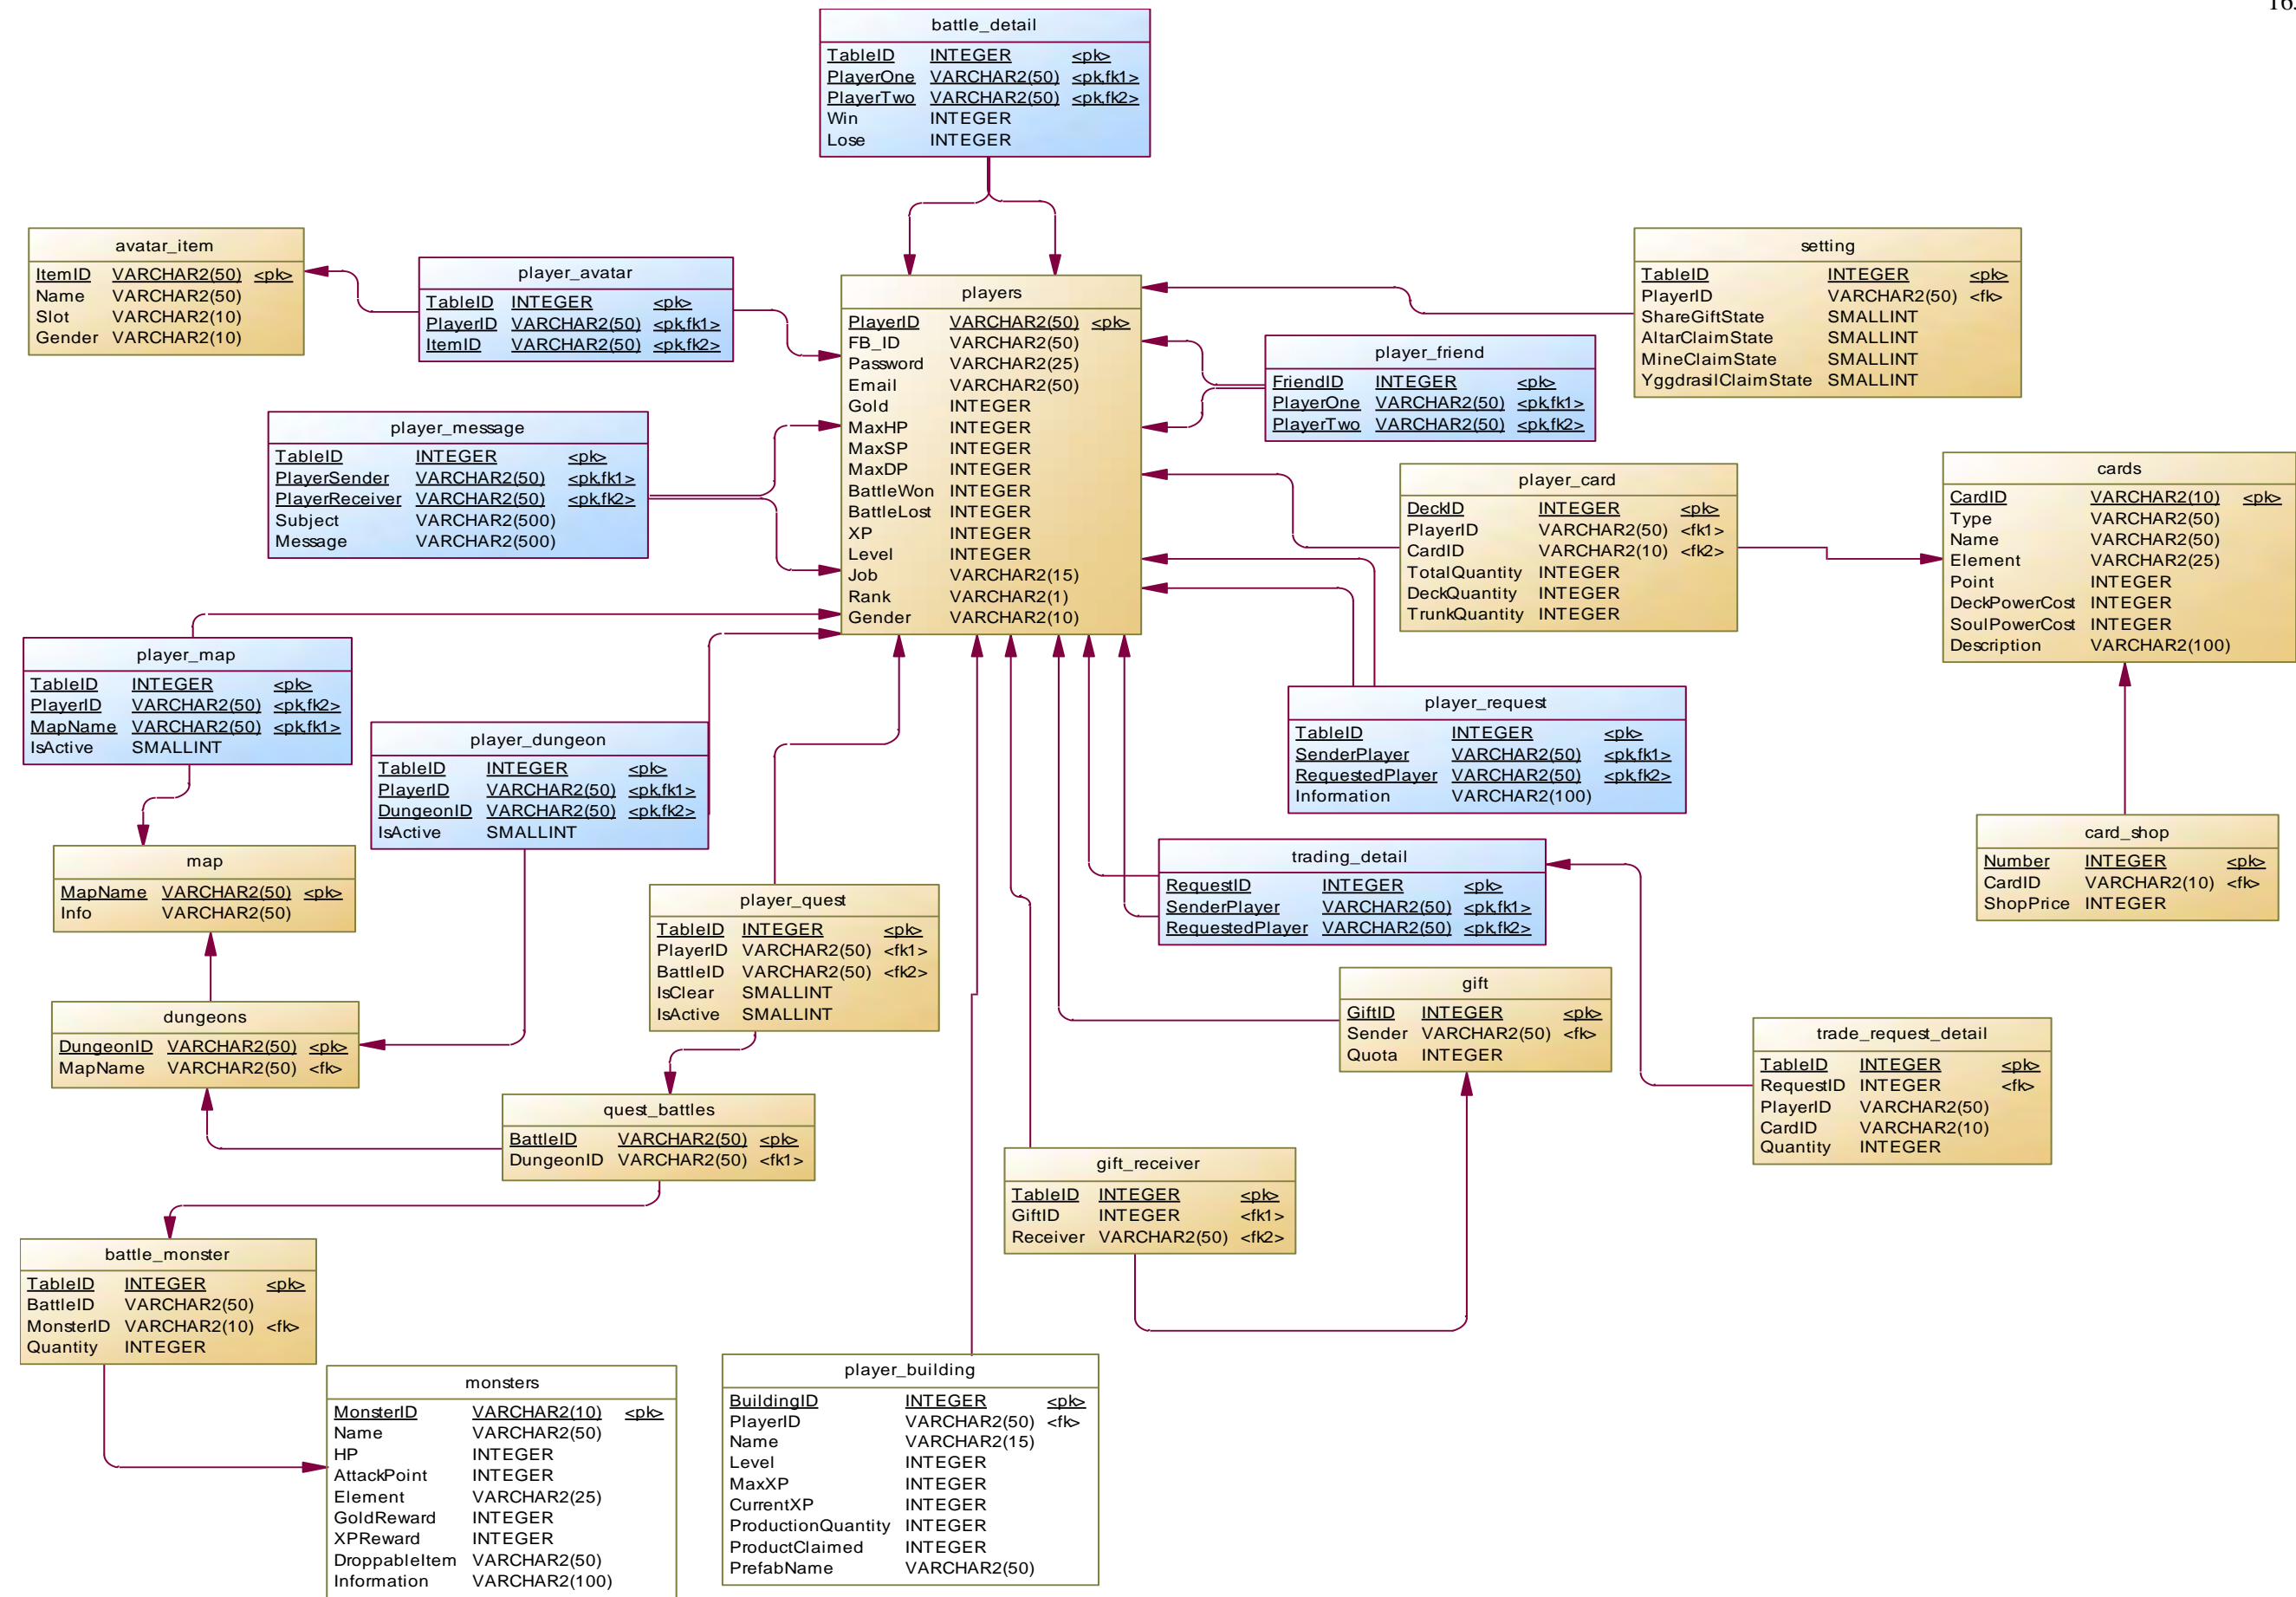 battle_detail
TableID INTEGER <pk>
PlayerOne VARCHAR2(50) <pk,fk1>
PlayerTwo VARCHAR2(50) <pk,fk2>
Win INTEGER
Lose INTEGER
avatar_item
ItemID VARCHAR2(50) <pk>
Name VARCHAR2(50)
Slot VARCHAR2(10)
Gender VARCHAR2(10)
player_avatar
TableID INTEGER <pk>
PlayerID VARCHAR2(50) <pk,fk1>
ItemID VARCHAR2(50) <pk,fk2>
players
PlayerID VARCHAR2(50) <pk>
FB_ID VARCHAR2(50)
Password VARCHAR2(25)
Email VARCHAR2(50)
Gold INTEGER
MaxHP INTEGER
MaxSP INTEGER
MaxDP INTEGER
BattleWon INTEGER
BattleLost INTEGER
XP INTEGER
Level INTEGER
Job VARCHAR2(15)
Rank VARCHAR2(1)
Gender VARCHAR2(10)
setting
TableID INTEGER <pk>
PlayerID VARCHAR2(50) <fk>
ShareGiftState SMALLINT
AltarClaimState SMALLINT
MineClaimState SMALLINT
YggdrasilClaimState SMALLINT
player_friend
FriendID INTEGER <pk>
PlayerOne VARCHAR2(50) <pk,fk1>
PlayerTwo VARCHAR2(50) <pk,fk2>
player_message
TableID INTEGER <pk>
PlayerSender VARCHAR2(50) <pk,fk1>
PlayerReceiver VARCHAR2(50) <pk,fk2>
Subject VARCHAR2(500)
Message VARCHAR2(500)
player_card
DeckID INTEGER <pk>
PlayerID VARCHAR2(50) <fk1>
CardID VARCHAR2(10) <fk2>
TotalQuantity INTEGER
DeckQuantity INTEGER
TrunkQuantity INTEGER
cards
CardID VARCHAR2(10) <pk>
Type VARCHAR2(50)
Name VARCHAR2(50)
Element VARCHAR2(25)
Point INTEGER
DeckPowerCost INTEGER
SoulPowerCost INTEGER
Description VARCHAR2(100)
player_map
TableID INTEGER <pk>
PlayerID VARCHAR2(50) <pk,fk2>
MapName VARCHAR2(50) <pk,fk1>
IsActive SMALLINT
player_dungeon
TableID INTEGER <pk>
PlayerID VARCHAR2(50) <pk,fk1>
DungeonID VARCHAR2(50) <pk,fk2>
IsActive SMALLINT
player_request
TableID INTEGER <pk>
SenderPlayer VARCHAR2(50) <pk,fk1>
RequestedPlayer VARCHAR2(50) <pk,fk2>
Information VARCHAR2(100)
map
MapName VARCHAR2(50) <pk>
Info VARCHAR2(50)
player_quest
TableID INTEGER <pk>
PlayerID VARCHAR2(50) <fk1>
BattleID VARCHAR2(50) <fk2>
IsClear SMALLINT
IsActive SMALLINT
trading_detail
RequestID INTEGER <pk>
SenderPlayer VARCHAR2(50) <pk,fk1>
RequestedPlayer VARCHAR2(50) <pk,fk2>
card_shop
Number INTEGER <pk>
CardID VARCHAR2(10) <fk>
ShopPrice INTEGER
dungeons
DungeonID VARCHAR2(50) <pk>
MapName VARCHAR2(50) <fk>
gift
GiftID INTEGER <pk>
Sender VARCHAR2(50) <fk>
Quota INTEGER
trade_request_detail
TableID INTEGER <pk>
RequestID INTEGER <fk>
PlayerID VARCHAR2(50)
CardID VARCHAR2(10)
Quantity INTEGER
quest_battles
BattleID VARCHAR2(50) <pk>
DungeonID VARCHAR2(50) <fk1>
gift_receiver
TableID INTEGER <pk>
GiftID INTEGER <fk1>
Receiver VARCHAR2(50) <fk2>
battle_monster
TableID INTEGER <pk>
BattleID VARCHAR2(50)
MonsterID VARCHAR2(10) <fk>
Quantity INTEGER
monsters
MonsterID VARCHAR2(10) <pk>
Name VARCHAR2(50)
HP INTEGER
AttackPoint INTEGER
Element VARCHAR2(25)
GoldReward INTEGER
XPReward INTEGER
DroppableItem VARCHAR2(50)
Information VARCHAR2(100)
player_building
BuildingID INTEGER <pk>
PlayerID VARCHAR2(50) <fk>
Name VARCHAR2(15)
Level INTEGER
MaxXP INTEGER
CurrentXP INTEGER
ProductionQuantity INTEGER
ProductClaimed INTEGER
PrefabName VARCHAR2(50)